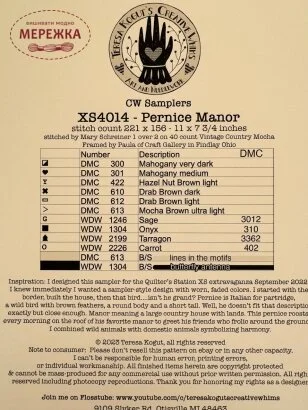 вишивати модно
МЕРЕЖКА
TERESA KOGUT'S CREATIVE WHIMS
ART AND NEEDLEWORK
CW Samplers
XS4014 - Pernice Manor
stitch count 221 x 156 - 11 x 7 3/4 inches
stitched by Mary Schreiner 1 over 2 on 40 count Vintage Country Mocha
Framed by Paula of Craft Gallery in Findlay Ohio
Number Description DMC
DMC 300 Mahogany very dark
DMC 301 Mahogany medium
Y DMC 422 Hazel Nut Brown light
DMC 610 Drab Brown dark
DMC 612 Drab Brown light
> DMC 613 Mocha Brown ultra light
WDW 1246 Sage 3012
WDW 1304 Onyx 310
WDW 2199 Tarragon 3362
WDW 2226 Carrot 402
DMC 613 B/S lines in the motifs
WDW 1304 B/S butterfly antennes
Inspiration: I designed this sampler for the Quilter's Station XS extravaganza September 2022
I knew immediately I wanted a sampler-style design with worn, faded colors. I started with the
border, built the house, then that bird....isn't he grand? Pernice is Italian for partridge,
a wild bird with brown feathers, a round body and a short tail. Well, he doesn't fit that description
exactly but close enough. Manor meaning a large country house with lands. This pernice roosts
every morning on the roof of his favorite manor to greet his friends who frolic around the ground
I combined wild animals with domestic animals symbolising harmony.
© 2023 Teresa Kogut, all rights reserved
Note to consumer: Please don't resell this pattern on ebay or in any other capacity.
I can't be responsible for human error, printing errors,
or individual workmanship. All finished items herein are copyright protected
& cannot be mass-produced for any commercial use without prior written permission. All righ
reserved including photocopy reproductions. Thank you for honoring my rights as a designer
Join me on Flosstube: www.youtube.com/c/teresakogutscreativewhims
Otisville MI 48463